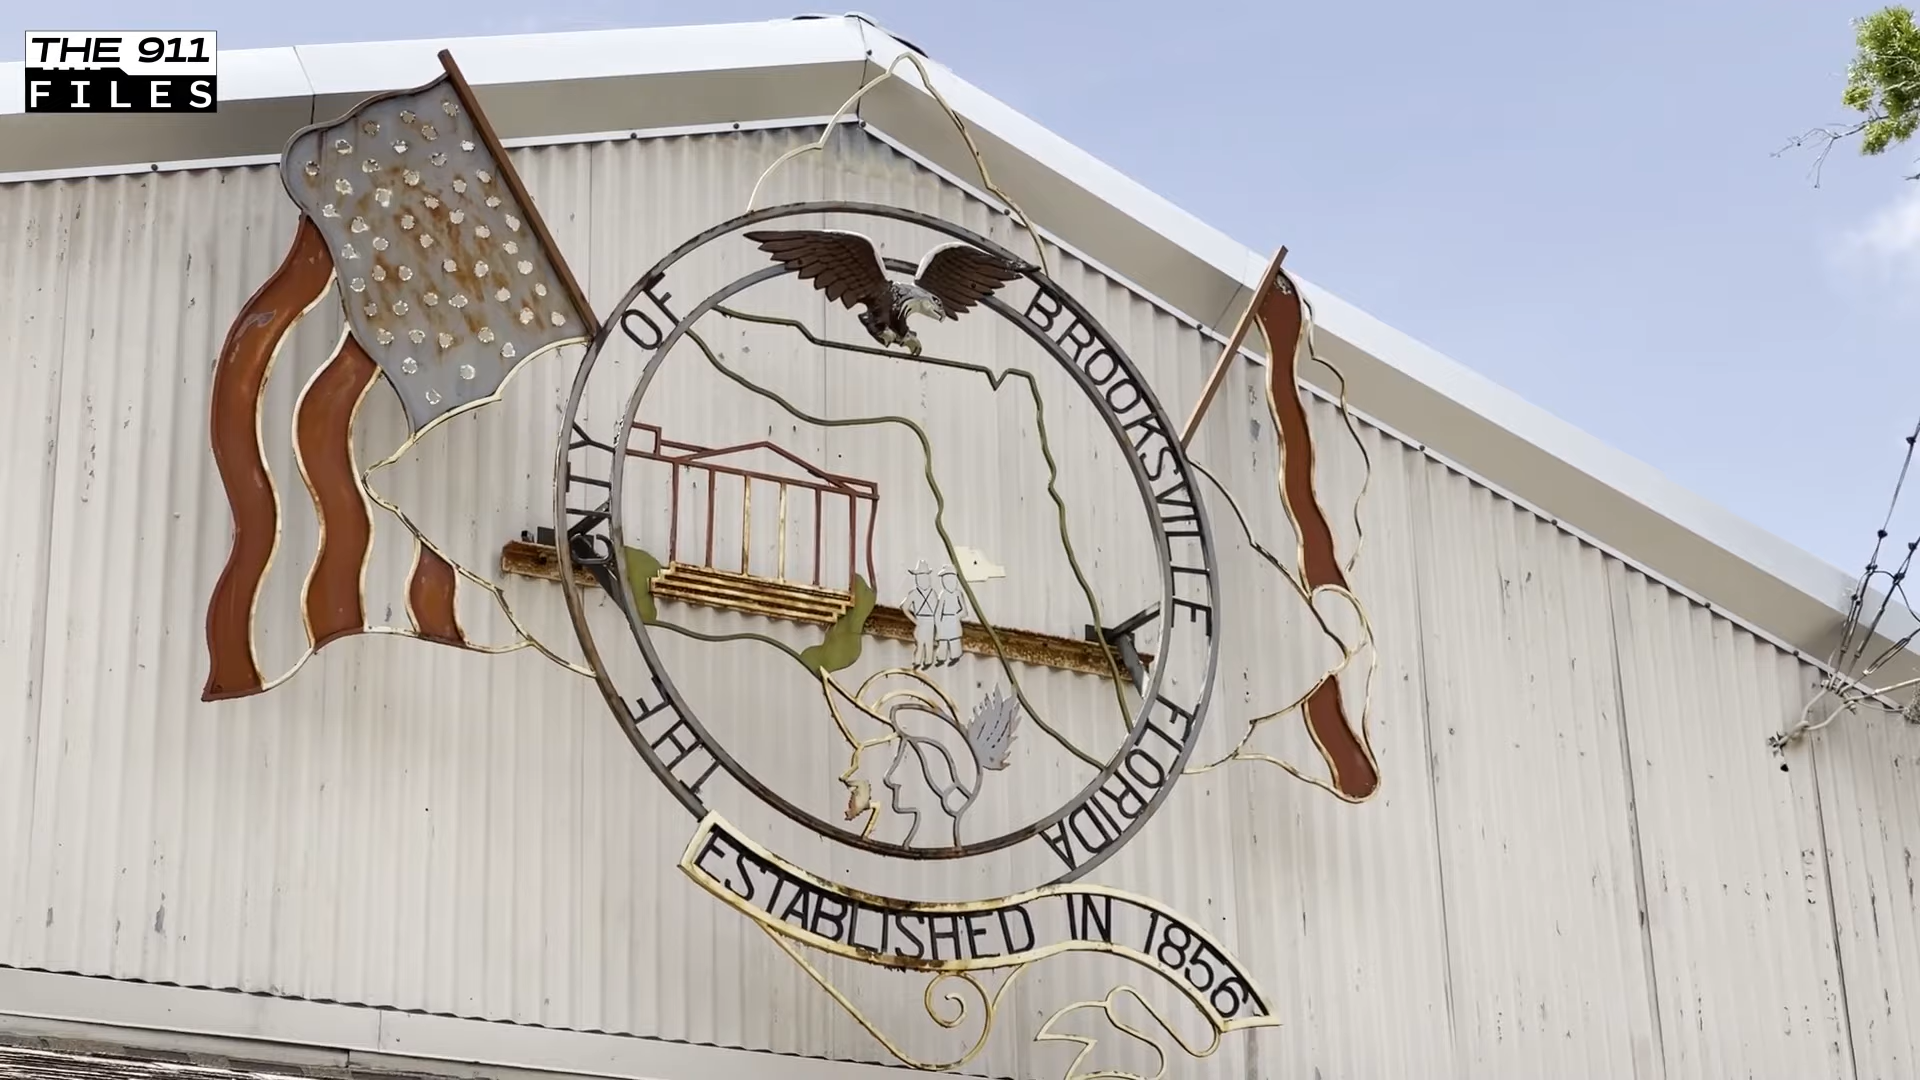 THE 911
FILES
THE CITY OF BROOKSVILLE FLORIDA
ESTABLISHED IN 1856